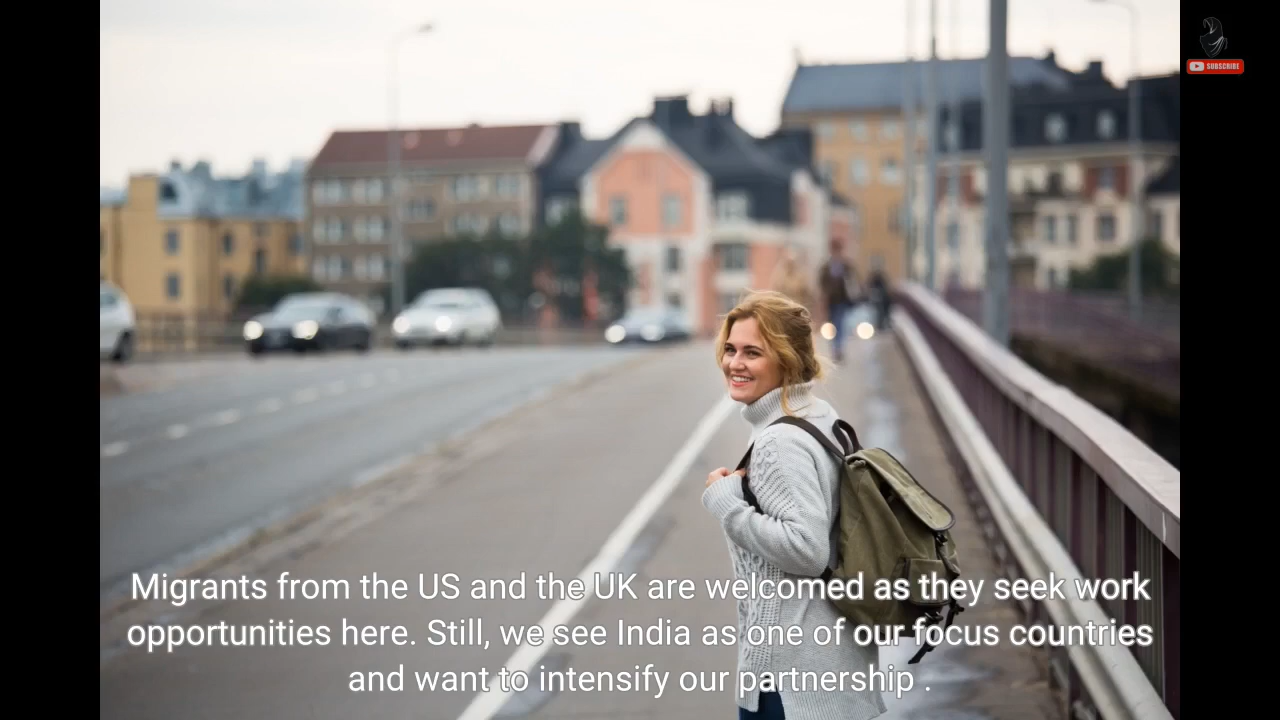 SUBSCRIBE
Migrants from the US and the UK are welcomed as they seek work
opportunities here. Still, we see India as one of our focus countries
and want to intensify our partnership .